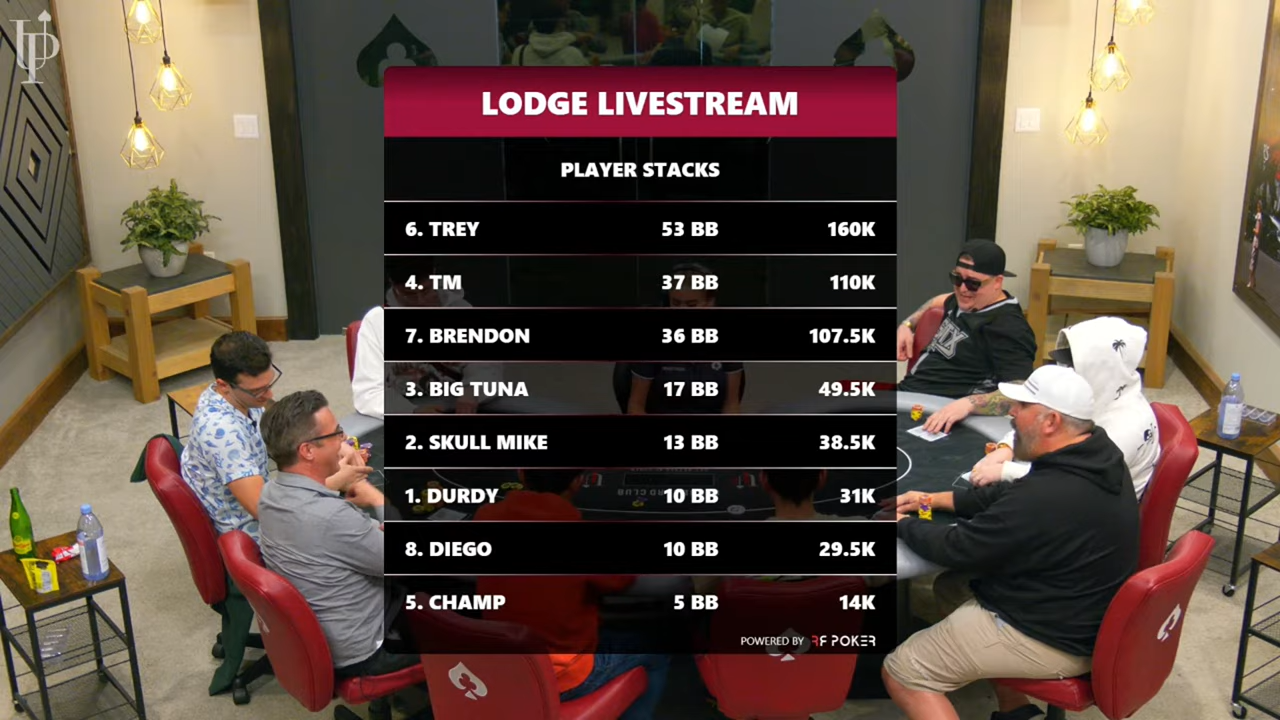 UP
LODGE LIVESTREAM
PLAYER STACKS
6. TREY 53 BB 160K
4. TM 37 BB 110K
7. BRENDON 36 BB 107.5K
3. BIG TUNA 17 BB 49.5K
2. SKULL MIKE 13 BB 38.5K
1. DURDY 10 BB 31K
8. DIEGO 10 BB 29.5K
5. CHAMP 5 BB 14K
POWERED BY RF POKER